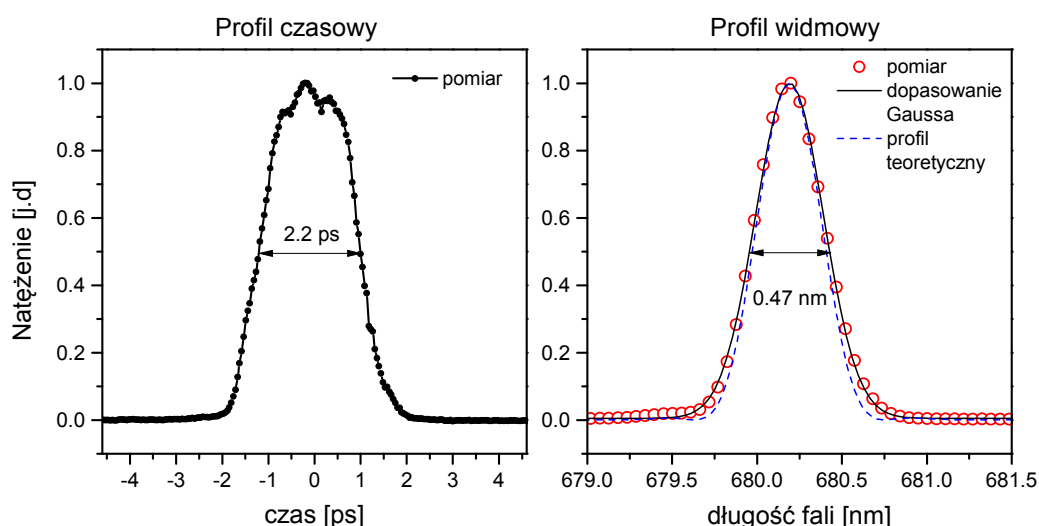 Profil czasowy
Profil widmowy
1.0
0.8
0.6
0.4
0.2
0.0
Natężenie [j.d]
pomiar
2.2 ps
-4 -3 -2 -1 0 1 2 3 4
czas [ps]
1.0
0.8
0.6
0.4
0.2
0.0
pomiar
dopasowanie
Gaussa
profil
teoretyczny
0.47 nm
679.0 679.5 680.0 680.5 681.0 681.5
długość fali [nm]